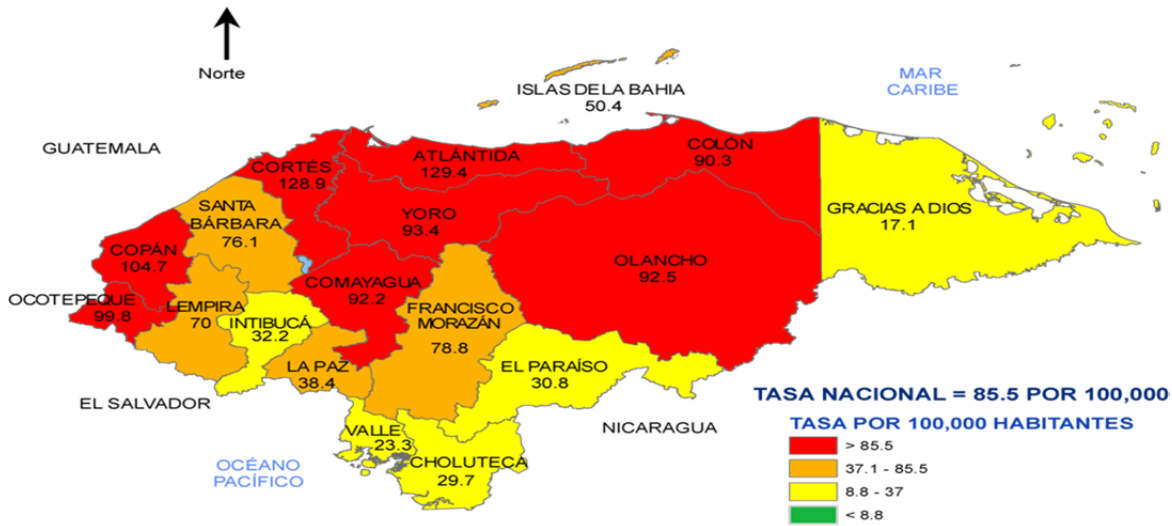 Norte
ISLAS DE LA BAHIA
50.4
MAR
CARIBE
GUATEMALA
CORTÉS
128.9
ATLÁNTIDA
129.4
COLÓN
90.3
SANTA
BÁRBARA
76.1
YORO
93.4
GRACIAS A DIOS
17.1
COPÁN
104.7
OLANCHO
92.5
COMAYAGUA
92.2
OCOTEPEQUE
99.8
LEMPIRA
70
INTIBUCÁ
32.2
FRANCISCO
MORAZÁN
78.8
LA PAZ
38.4
EL PARAÍSO
30.8
EL SALVADOR
VALLE
23.3
NICARAGUA
CHOLUTECA
29.7
OCÉANO
PACÍFICO
TASA NACIONAL = 85.5 POR 100,000
TASA POR 100,000 HABITANTES
> 85.5
37.1 - 85.5
8.8 - 37
< 8.8